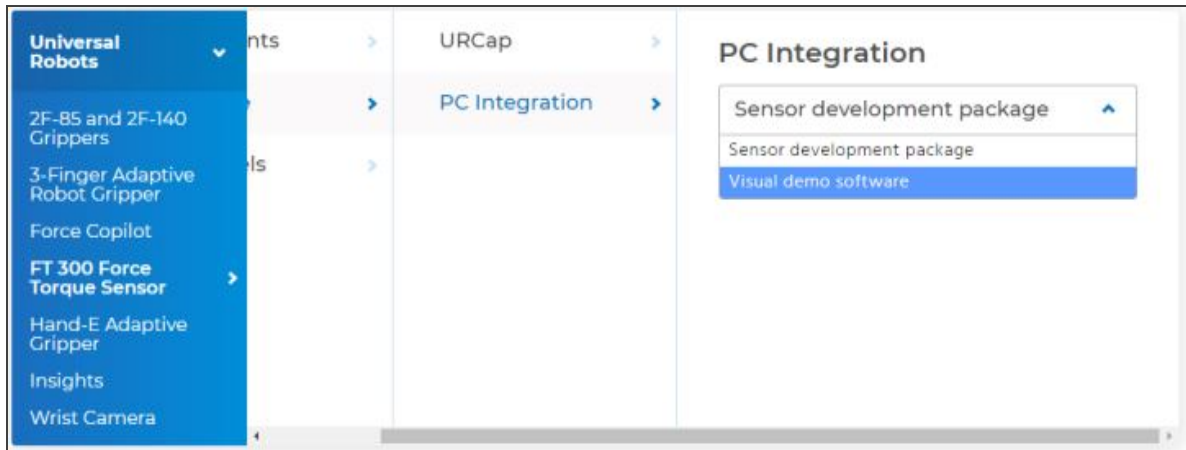 Universal
Robots
2F-85 and 2F-140
Grippers
3-Finger Adaptive
Robot Gripper
Force Copilot
FT 300 Force
Torque Sensor
Hand-E Adaptive
Gripper
Insights
Wrist Camera
nts
ls
URCap
PC Integration
PC Integration
Sensor development package
Sensor development package
Visual demo software